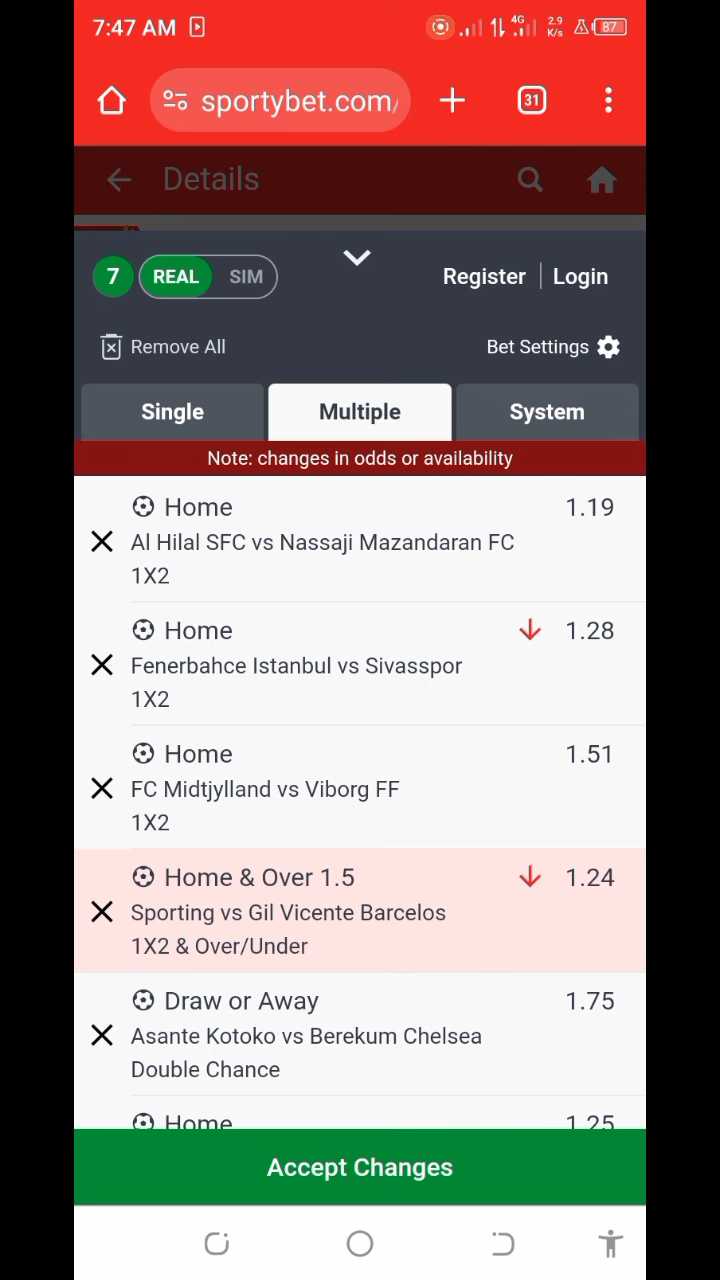 7:47 AM
4G 2.9 K/s 87
sportybet.com/
31
Details
7 REAL SIM Register Login
Remove All Bet Settings
Single Multiple System
Note: changes in odds or availability
Home 1.19
Al Hilal SFC vs Nassaji Mazandaran FC
1X2
Home 1.28
Fenerbahce Istanbul vs Sivasspor
1X2
Home 1.51
FC Midtjylland vs Viborg FF
1X2
Home & Over 1.5 1.24
Sporting vs Gil Vicente Barcelos
1X2 & Over/Under
Draw or Away 1.75
Asante Kotoko vs Berekum Chelsea
Double Chance
Home 1.25
Accept Changes